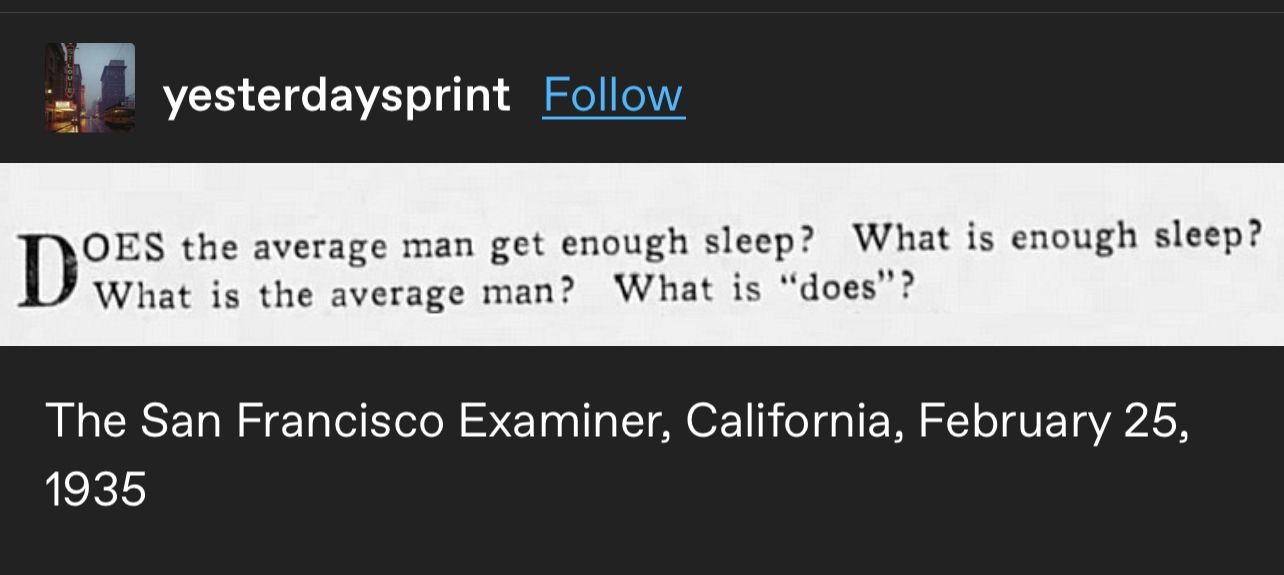 yesterdaysprint Follow
DOES the average man get enough sleep? What is enough sleep?
What is the average man? What is “does”?
The San Francisco Examiner, California, February 25,
1935